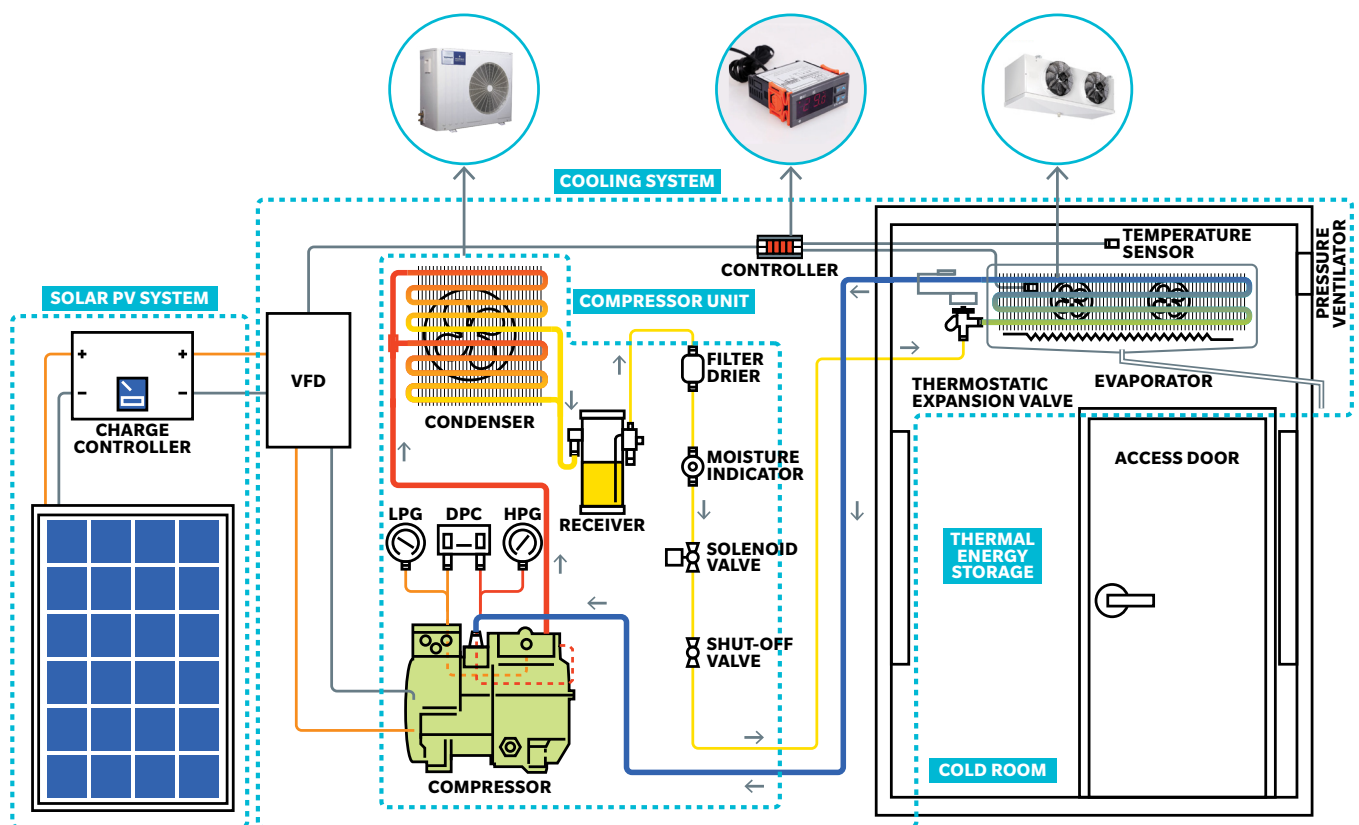 COOLING SYSTEM
TEMPERATURE
SENSOR
PRESSURE
VENTILATOR
CONTROLLER
SOLAR PV SYSTEM
COMPRESSOR UNIT
+
+
VFD
FILTER
DRIER
EVAPORATOR
THERMOSTATIC
EXPANSION VALVE
–
–
CHARGE
CONTROLLER
CONDENSER
MOISTURE
INDICATOR
ACCESS DOOR
LPG
DPC
HPG
RECEIVER
THERMAL
ENERGY
STORAGE
SOLENOID
VALVE
SHUT-OFF
VALVE
COLD ROOM
COMPRESSOR